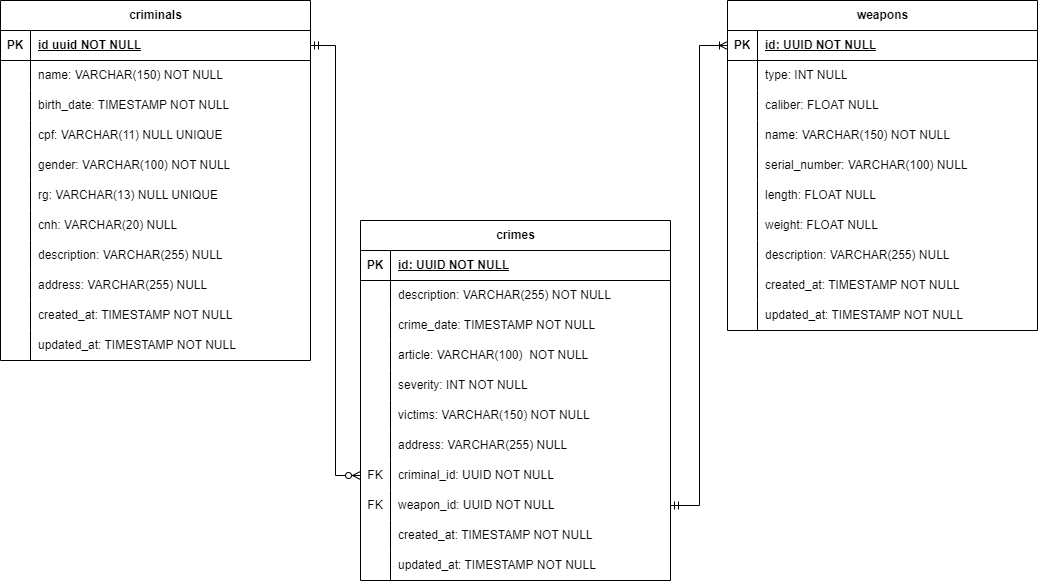 criminals
PK id uuid NOT NULL
name: VARCHAR(150) NOT NULL
birth_date: TIMESTAMP NOT NULL
cpf: VARCHAR(11) NULL UNIQUE
gender: VARCHAR(100) NOT NULL
rg: VARCHAR(13) NULL UNIQUE
cnh: VARCHAR(20) NULL
description: VARCHAR(255) NULL
address: VARCHAR(255) NULL
created_at: TIMESTAMP NOT NULL
updated_at: TIMESTAMP NOT NULL
crimes
PK id: UUID NOT NULL
description: VARCHAR(255) NOT NULL
crime_date: TIMESTAMP NOT NULL
article: VARCHAR(100)  NOT NULL
severity: INT NOT NULL
victims: VARCHAR(150) NOT NULL
address: VARCHAR(255) NULL
FK criminal_id: UUID NOT NULL
FK weapon_id: UUID NOT NULL
created_at: TIMESTAMP NOT NULL
updated_at: TIMESTAMP NOT NULL
weapons
PK id: UUID NOT NULL
type: INT NULL
caliber: FLOAT NULL
name: VARCHAR(150) NOT NULL
serial_number: VARCHAR(100) NULL
length: FLOAT NULL
weight: FLOAT NULL
description: VARCHAR(255) NULL
created_at: TIMESTAMP NOT NULL
updated_at: TIMESTAMP NOT NULL